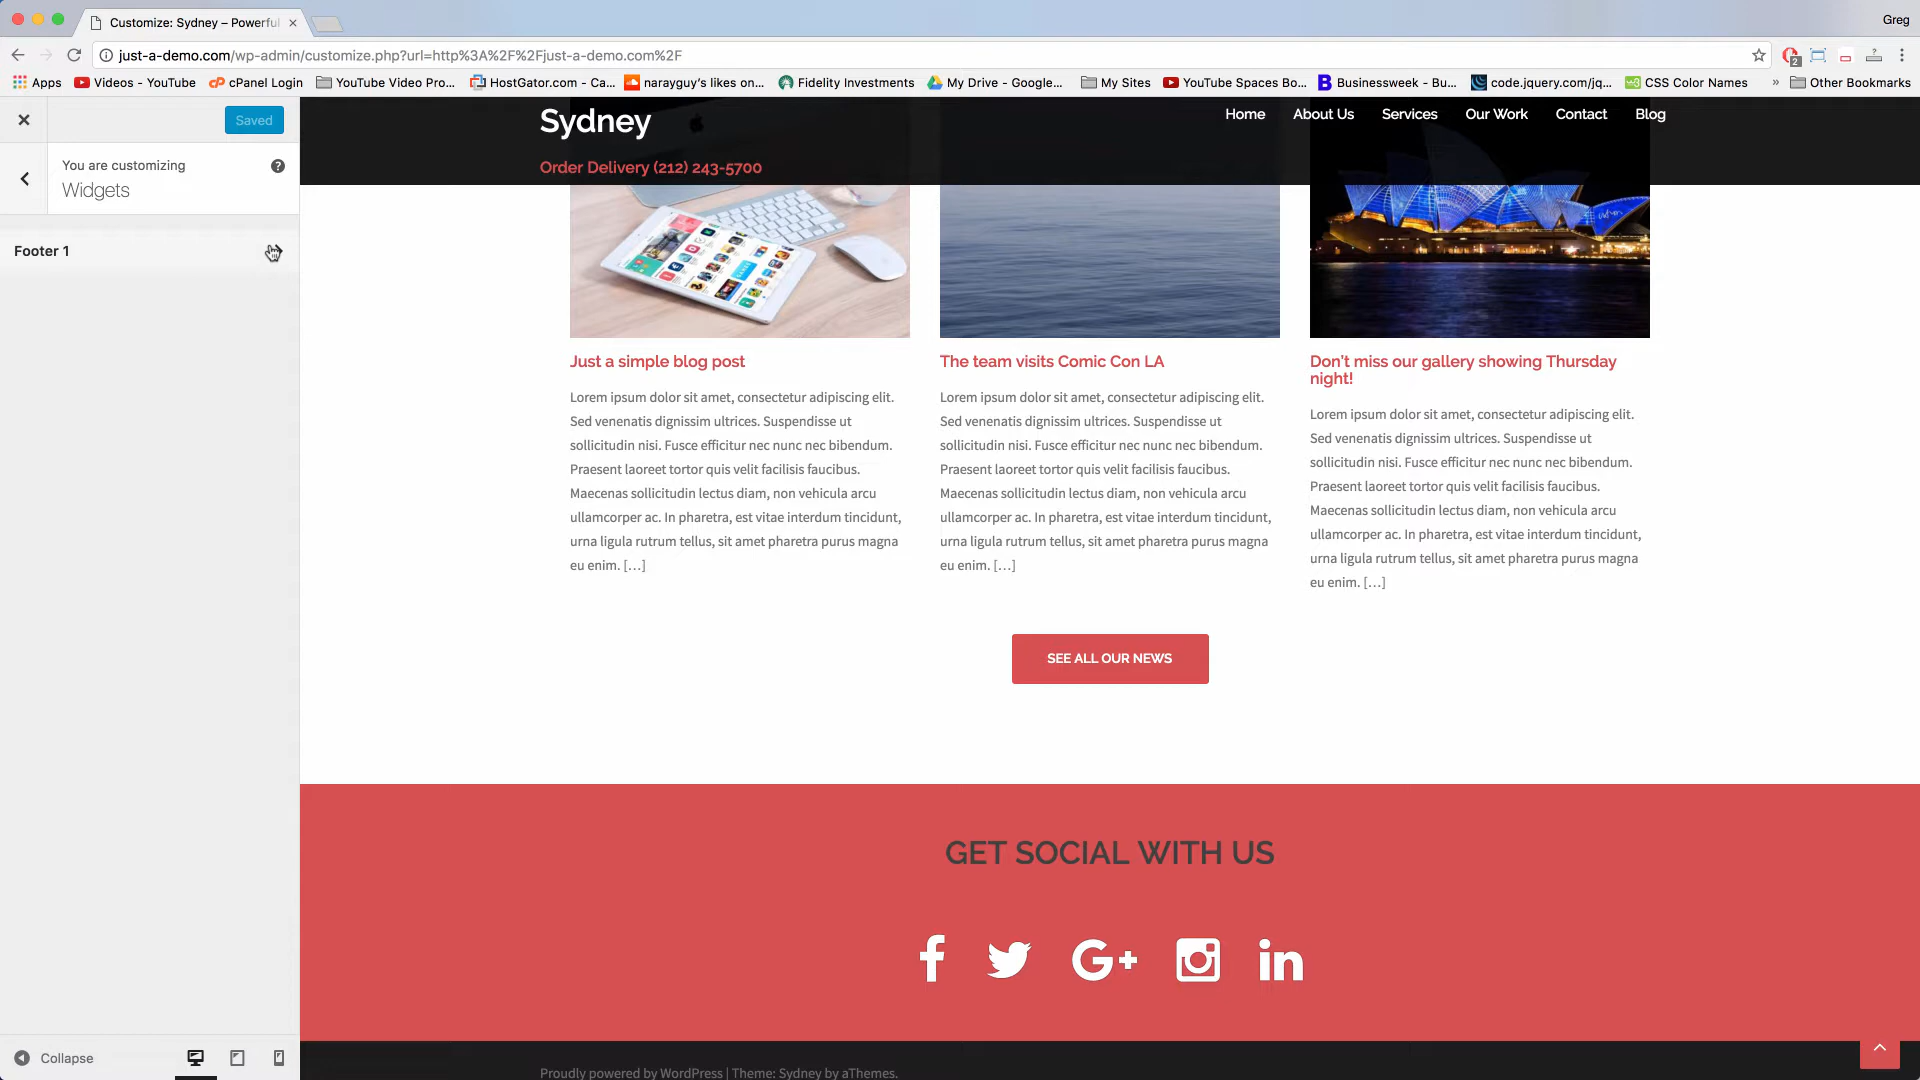 Customize: Sydney – Powerful
Greg
just-a-demo.com/wp-admin/customize.php?url=http%3A%2F%2Fjust-a-demo.com%2F
2
Apps Videos - YouTube cPanel Login YouTube Video Pro... HostGator.com - Ca... narayguy's likes on... Fidelity Investments My Drive - Google... My Sites YouTube Spaces Bo... Businessweek - Bu... code.jquery.com/jq... CSS Color Names » Other Bookmarks
Saved
You are customizing
Widgets
Footer 1
Collapse
Sydney
Home About Us Services Our Work Contact Blog
Order Delivery (212) 243-5700
Just a simple blog post
Lorem ipsum dolor sit amet, consectetur adipiscing elit.
Sed venenatis dignissim ultrices. Suspendisse ut
sollicitudin nisi. Fusce efficitur nec nunc nec bibendum.
Praesent laoreet tortor quis velit facilisis faucibus.
Maecenas sollicitudin lectus diam, non vehicula arcu
ullamcorper ac. In pharetra, est vitae interdum tincidunt,
urna ligula rutrum tellus, sit amet pharetra purus magna
eu enim. […]
The team visits Comic Con LA
Lorem ipsum dolor sit amet, consectetur adipiscing elit.
Sed venenatis dignissim ultrices. Suspendisse ut
sollicitudin nisi. Fusce efficitur nec nunc nec bibendum.
Praesent laoreet tortor quis velit facilisis faucibus.
Maecenas sollicitudin lectus diam, non vehicula arcu
ullamcorper ac. In pharetra, est vitae interdum tincidunt,
urna ligula rutrum tellus, sit amet pharetra purus magna
eu enim. […]
Don't miss our gallery showing Thursday
night!
Lorem ipsum dolor sit amet, consectetur adipiscing elit.
Sed venenatis dignissim ultrices. Suspendisse ut
sollicitudin nisi. Fusce efficitur nec nunc nec bibendum.
Praesent laoreet tortor quis velit facilisis faucibus.
Maecenas sollicitudin lectus diam, non vehicula arcu
ullamcorper ac. In pharetra, est vitae interdum tincidunt,
urna ligula rutrum tellus, sit amet pharetra purus magna
eu enim. […]
SEE ALL OUR NEWS
GET SOCIAL WITH US
Proudly powered by WordPress | Theme: Sydney by aThemes.